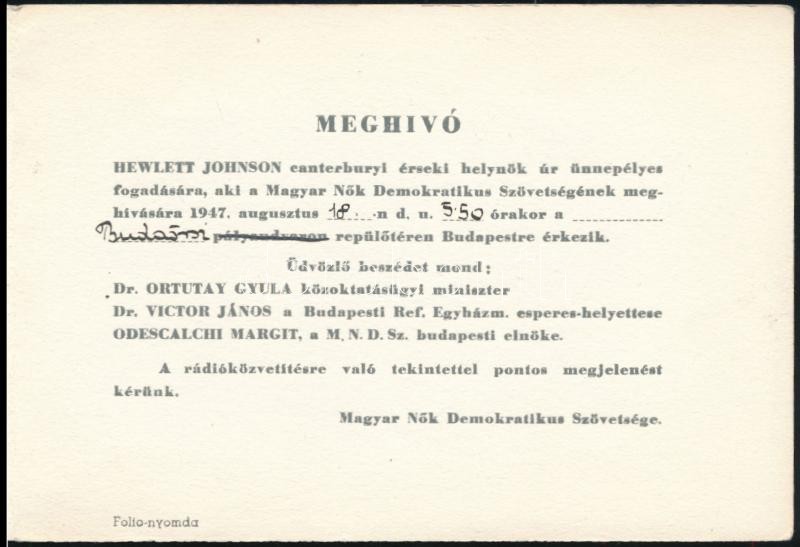 MEGHIVÓ
HEWLETT JOHNSON canterburyi érseki helynök úr ünnepélyes
fogadására, aki a Magyar Nők Demokratikus Szövetségének meg-
hívására 1947. augusztus 18. -n d. u. 5.50 órakor a
Budaörsi pályaudvaron repülőtéren Budapestre érkezik.
Üdvözlő beszédet mond:
Dr. ORTUTAY GYULA közoktatásügyi miniszter
Dr. VICTOR JÁNOS a Budapesti Ref. Egyházm. esperes-helyettese
ODESCALCHI MARGIT, a M. N. D. Sz. budapesti elnöke.
A rádióközvetítésre való tekintettel pontos megjelenést
kérünk.
Magyar Nők Demokratikus Szövetsége.
Folio-nyomda